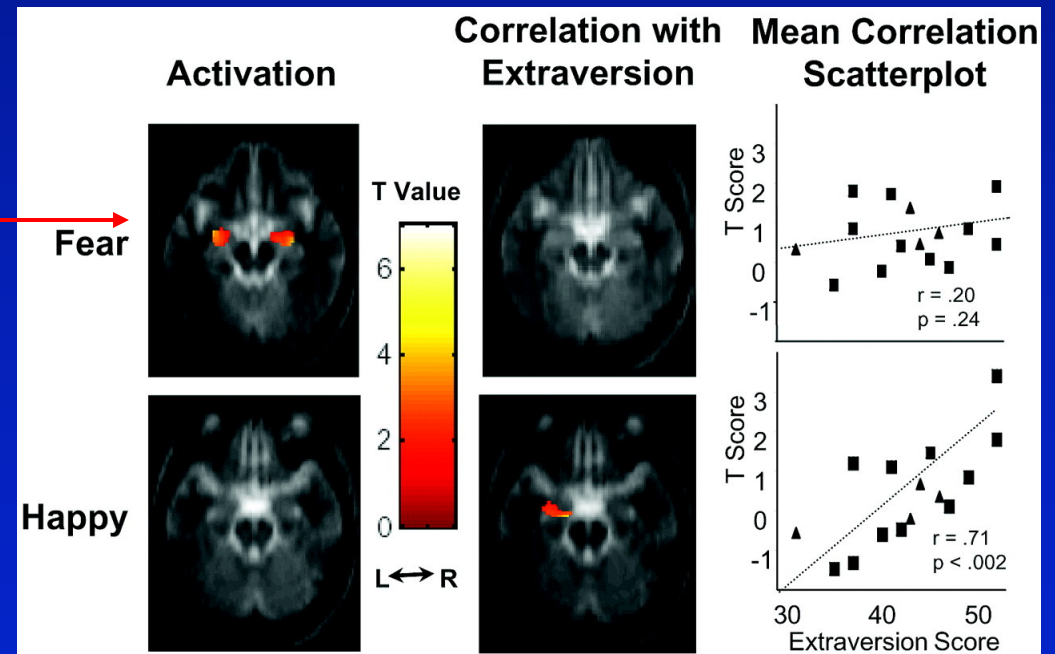 Activation
Correlation with
Extraversion
Mean Correlation
Scatterplot
Fear
T Value
6
4
2
0
L R
T Score
3
2
1
0
-1
r = .20
p = .24
Happy
T Score
3
2
1
0
-1
r = .71
p < .002
30 40 50
Extraversion Score